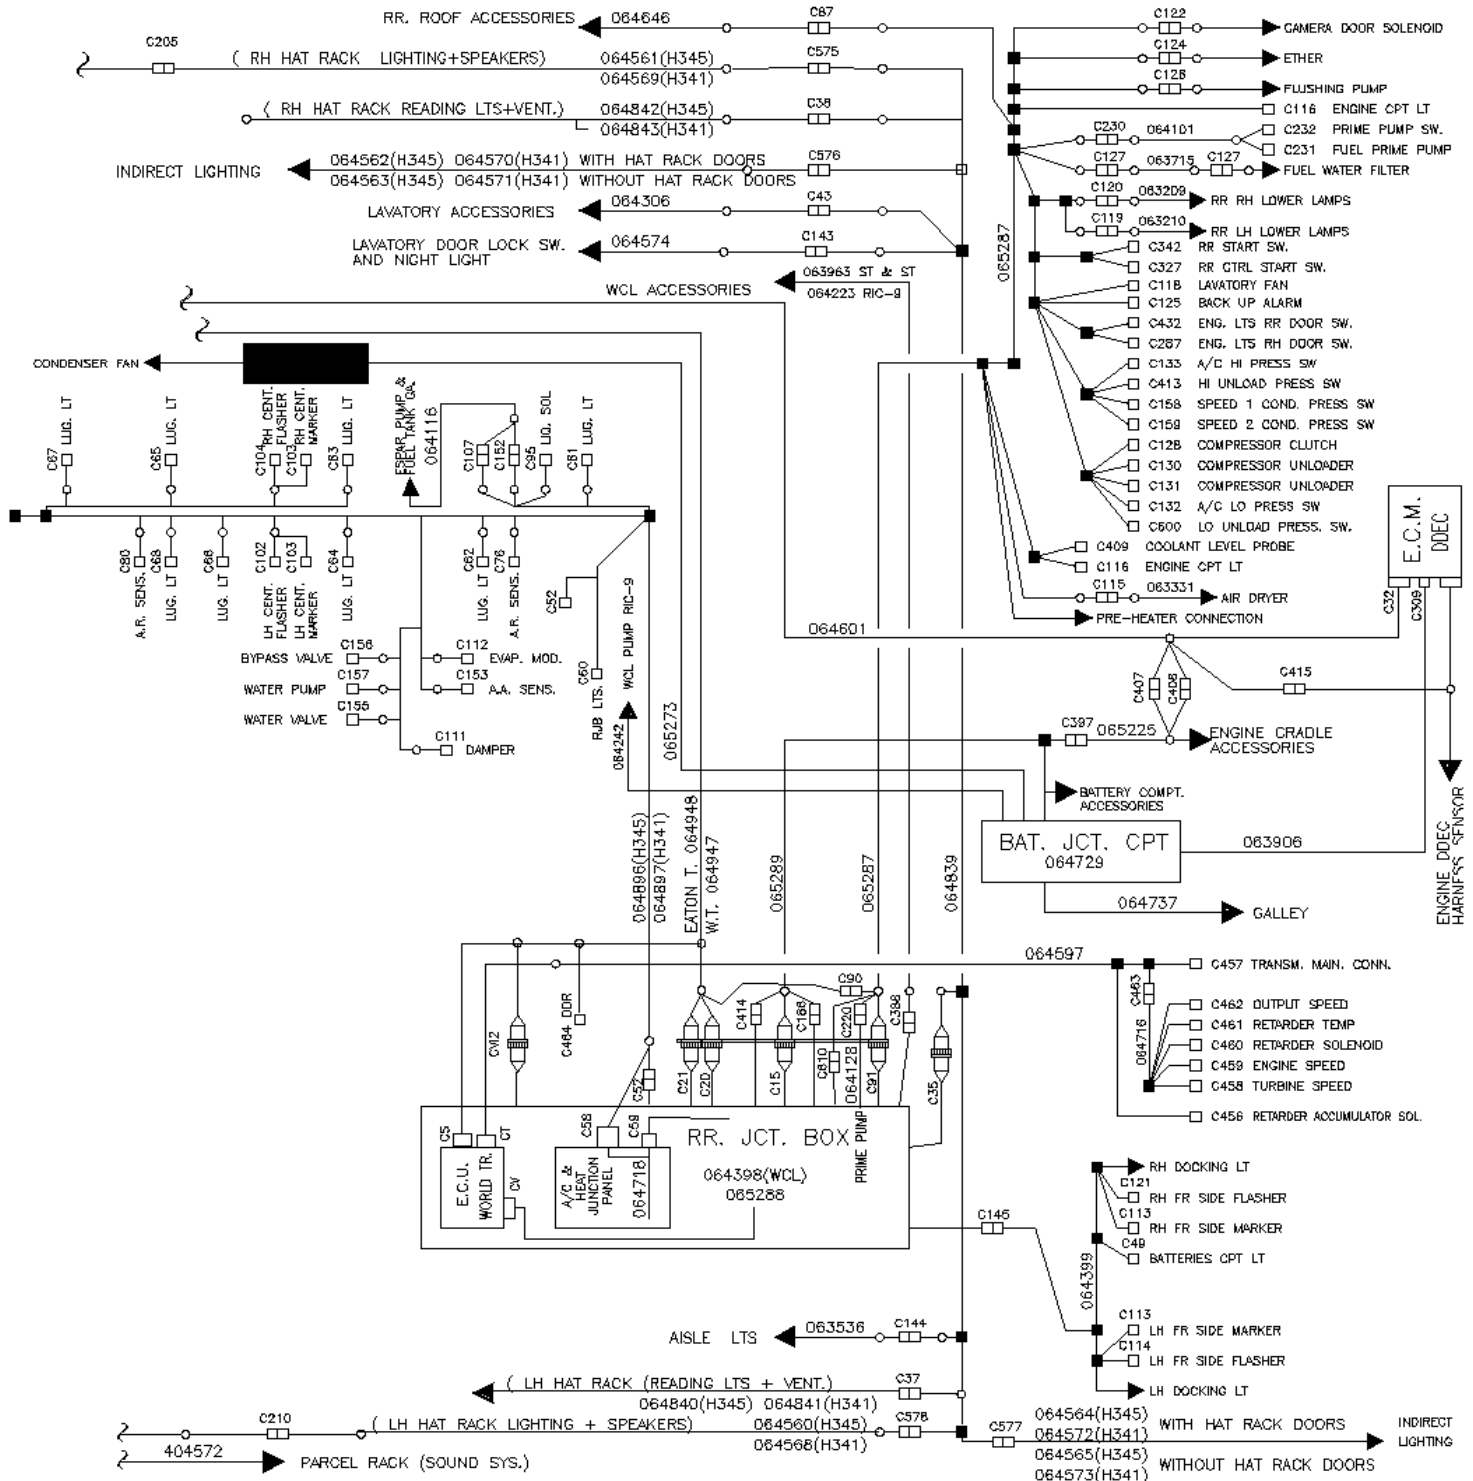 RR. ROOF ACCESSORIES 064646 C87
C205 ( RH HAT RACK LIGHTING+SPEAKERS) 064561(H345) C575
064569(H341)
( RH HAT RACK READING LTS+VENT.) 064842(H345) C38
064843(H341)
INDIRECT LIGHTING 064562(H345) 064570(H341) WITH HAT RACK DOORS C576
064563(H345) 064571(H341) WITHOUT HAT RACK DOORS
LAVATORY ACCESSORIES 064306 C43
LAVATORY DOOR LOCK SW. 064574 C143
AND NIGHT LIGHT
063963 ST & ST
WCL ACCESSORIES 064223 RIC-9
065287
C122 CAMERA DOOR SOLENOID
C124 ETHER
C126 FLUSHING PUMP
C116 ENGINE CPT LT
C230 064101 C232 PRIME PUMP SW.
C231 FUEL PRIME PUMP
C127 063715 C127 FUEL WATER FILTER
C120 063209 RR RH LOWER LAMPS
C119 063210 RR LH LOWER LAMPS
C342 RR START SW.
C327 RR CTRL START SW.
C118 LAVATORY FAN
C125 BACK UP ALARM
C432 ENG. LTS RR DOOR SW.
C287 ENG. LTS RH DOOR SW.
C133 A/C HI PRESS SW
C413 HI UNLOAD PRESS SW
C158 SPEED 1 COND. PRESS SW
C159 SPEED 2 COND. PRESS SW
C128 COMPRESSOR CLUTCH
C130 COMPRESSOR UNLOADER
C131 COMPRESSOR UNLOADER
C132 A/C LO PRESS SW
C600 LO UNLOAD PRESS. SW.
C409 COOLANT LEVEL PROBE
C116 ENGINE CPT LT
C115 063331 AIR DRYER
PRE-HEATER CONNECTION
CONDENSER FAN
C67 LUG. LT
C65 LUG. LT
C104 RH CENT. FLASHER
C103 RH CENT. MARKER
C63 LUG. LT
ESPAR PUMP & FUEL TANK GA.
064116
C107
C152
C95 LIQ. SOL
C61 LUG. LT
C80 A.R. SENS.
C69 LUG. LT
C66 LUG. LT
C102 LH CENT. FLASHER
C103 LH CENT. MARKER
C64 LUG. LT
C62 LUG. LT
C76 A.R. SENS.
C52
C60 RJB LTS.
WCL PUMP RIC-9
064242
065273
BYPASS VALVE C156
C112 EVAP. MOD.
WATER PUMP C157
C153 A.A. SENS.
WATER VALVE C155
C111 DAMPER
E.C.M.
DDEC
C32 C309
064601
C407 C408
C415
C397 065225 ENGINE CRADLE
ACCESSORIES
BATTERY COMPT.
ACCESSORIES
BAT. JCT. CPT
064729
063906
064737 GALLEY
ENGINE DDEC
HARNESS SENSOR
064896(H345)
064897(H341)
EATON T. 064948
W.T. 064947
065289
065287
064839
064597
C457 TRANSM. MAIN. CONN.
C463
064716
C462 OUTPUT SPEED
C461 RETARDER TEMP
C460 RETARDER SOLENOID
C459 ENGINE SPEED
C458 TURBINE SPEED
C456 RETARDER ACCUMULATOR SOL.
CVI2
C464 DDR
C52
C21
C20
C414
C15
C168
C90
C220
C610
064128
C91
C398
C35
PRIME PUMP
C5 CT
E.C.U.
WORLD TR.
CV
C58 C59
A/C &
HEAT
JUNCTION
PANEL
064718
RR. JCT. BOX
064398(WCL)
065288
C145
RH DOCKING LT
C121 RH FR SIDE FLASHER
C113 RH FR SIDE MARKER
C49 BATTERIES CPT LT
064399
C113 LH FR SIDE MARKER
C114 LH FR SIDE FLASHER
LH DOCKING LT
AISLE LTS 063536 C144
( LH HAT RACK (READING LTS + VENT.) C37
064840(H345) 064841(H341)
C210 ( LH HAT RACK LIGHTING + SPEAKERS) 064560(H345) C578
064568(H341)
404572 PARCEL RACK (SOUND SYS.)
C577 064564(H345) WITH HAT RACK DOORS
064572(H341)
064565(H345) WITHOUT HAT RACK DOORS
064573(H341)
INDIRECT
LIGHTING